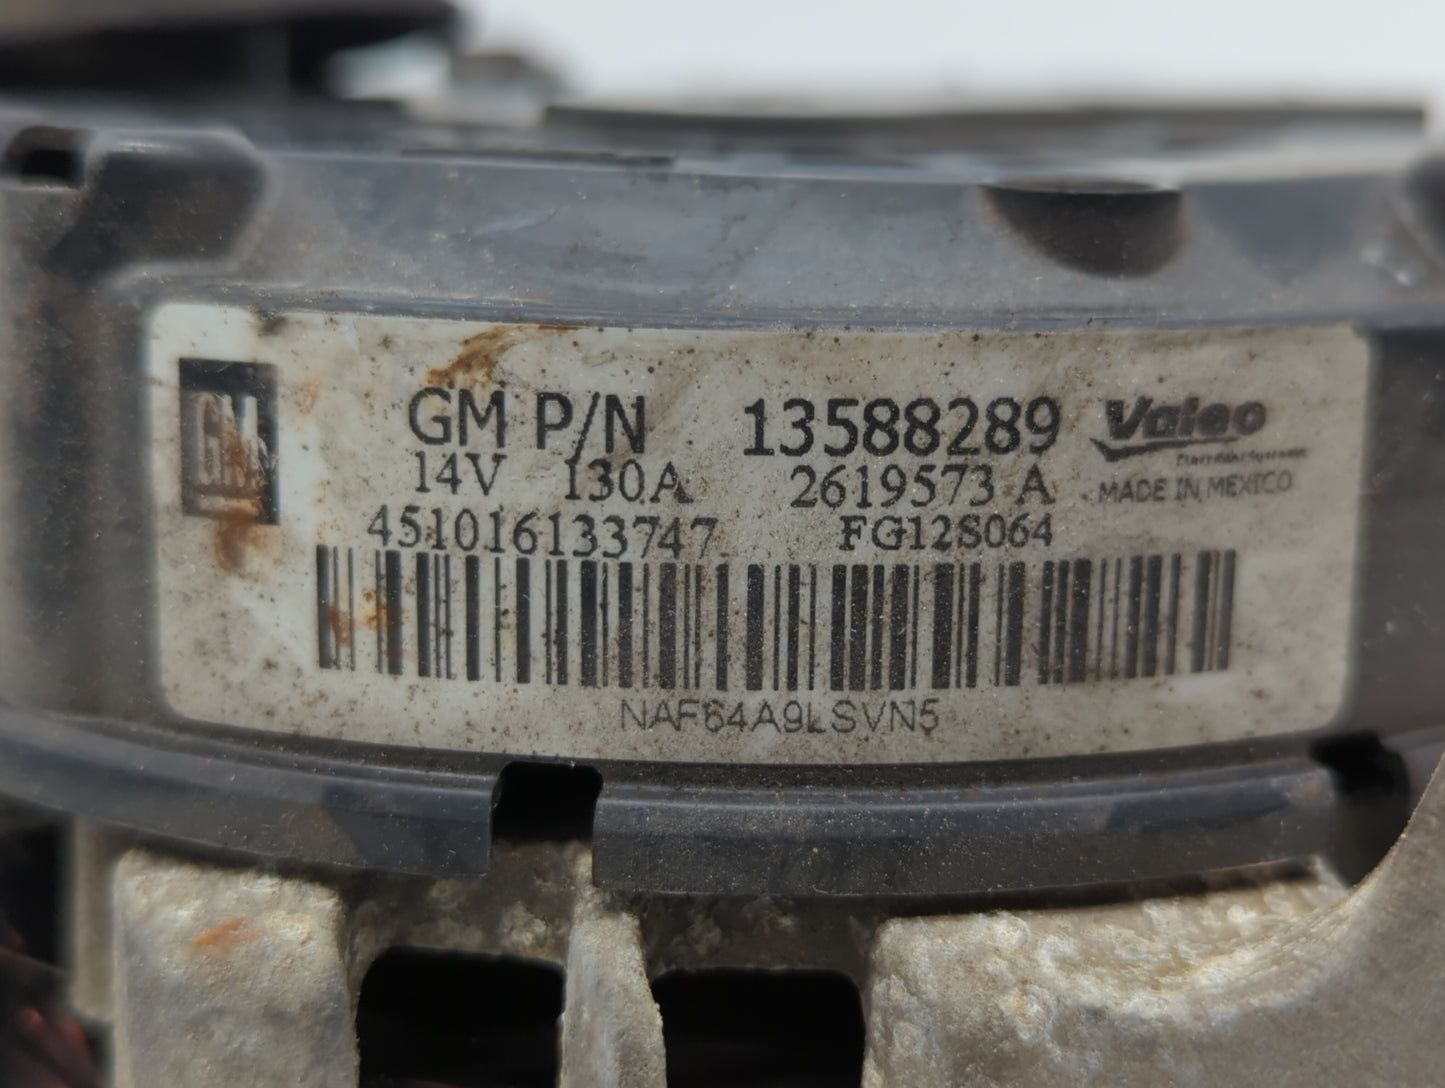 GM
GM P/N 13588289 Valeo
14V 130A 2619573 A MADE IN MEXICO
451016133747 FG12S064
NAF64A9LSVN5